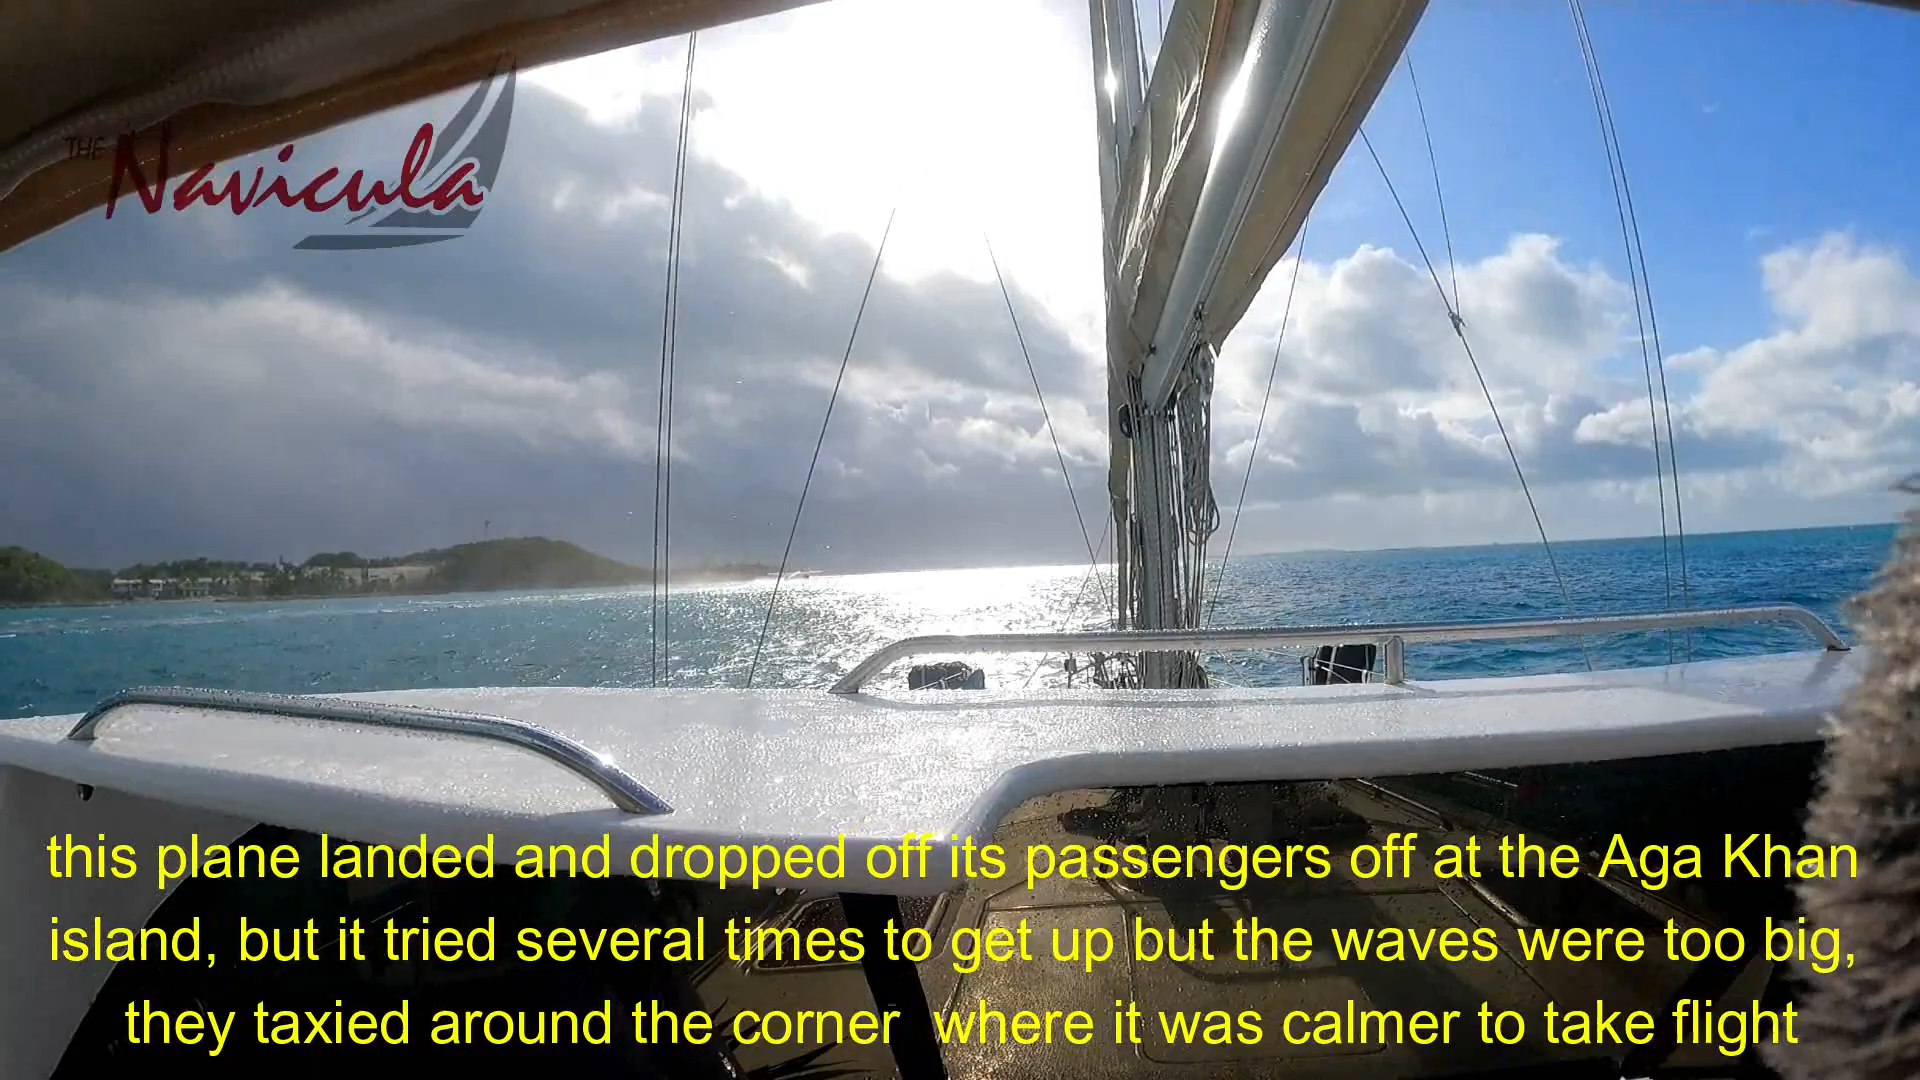 THE
Navicula
this plane landed and dropped off its passengers off at the Aga Khan
island, but it tried several times to get up but the waves were too big,
they taxied around the corner  where it was calmer to take flight